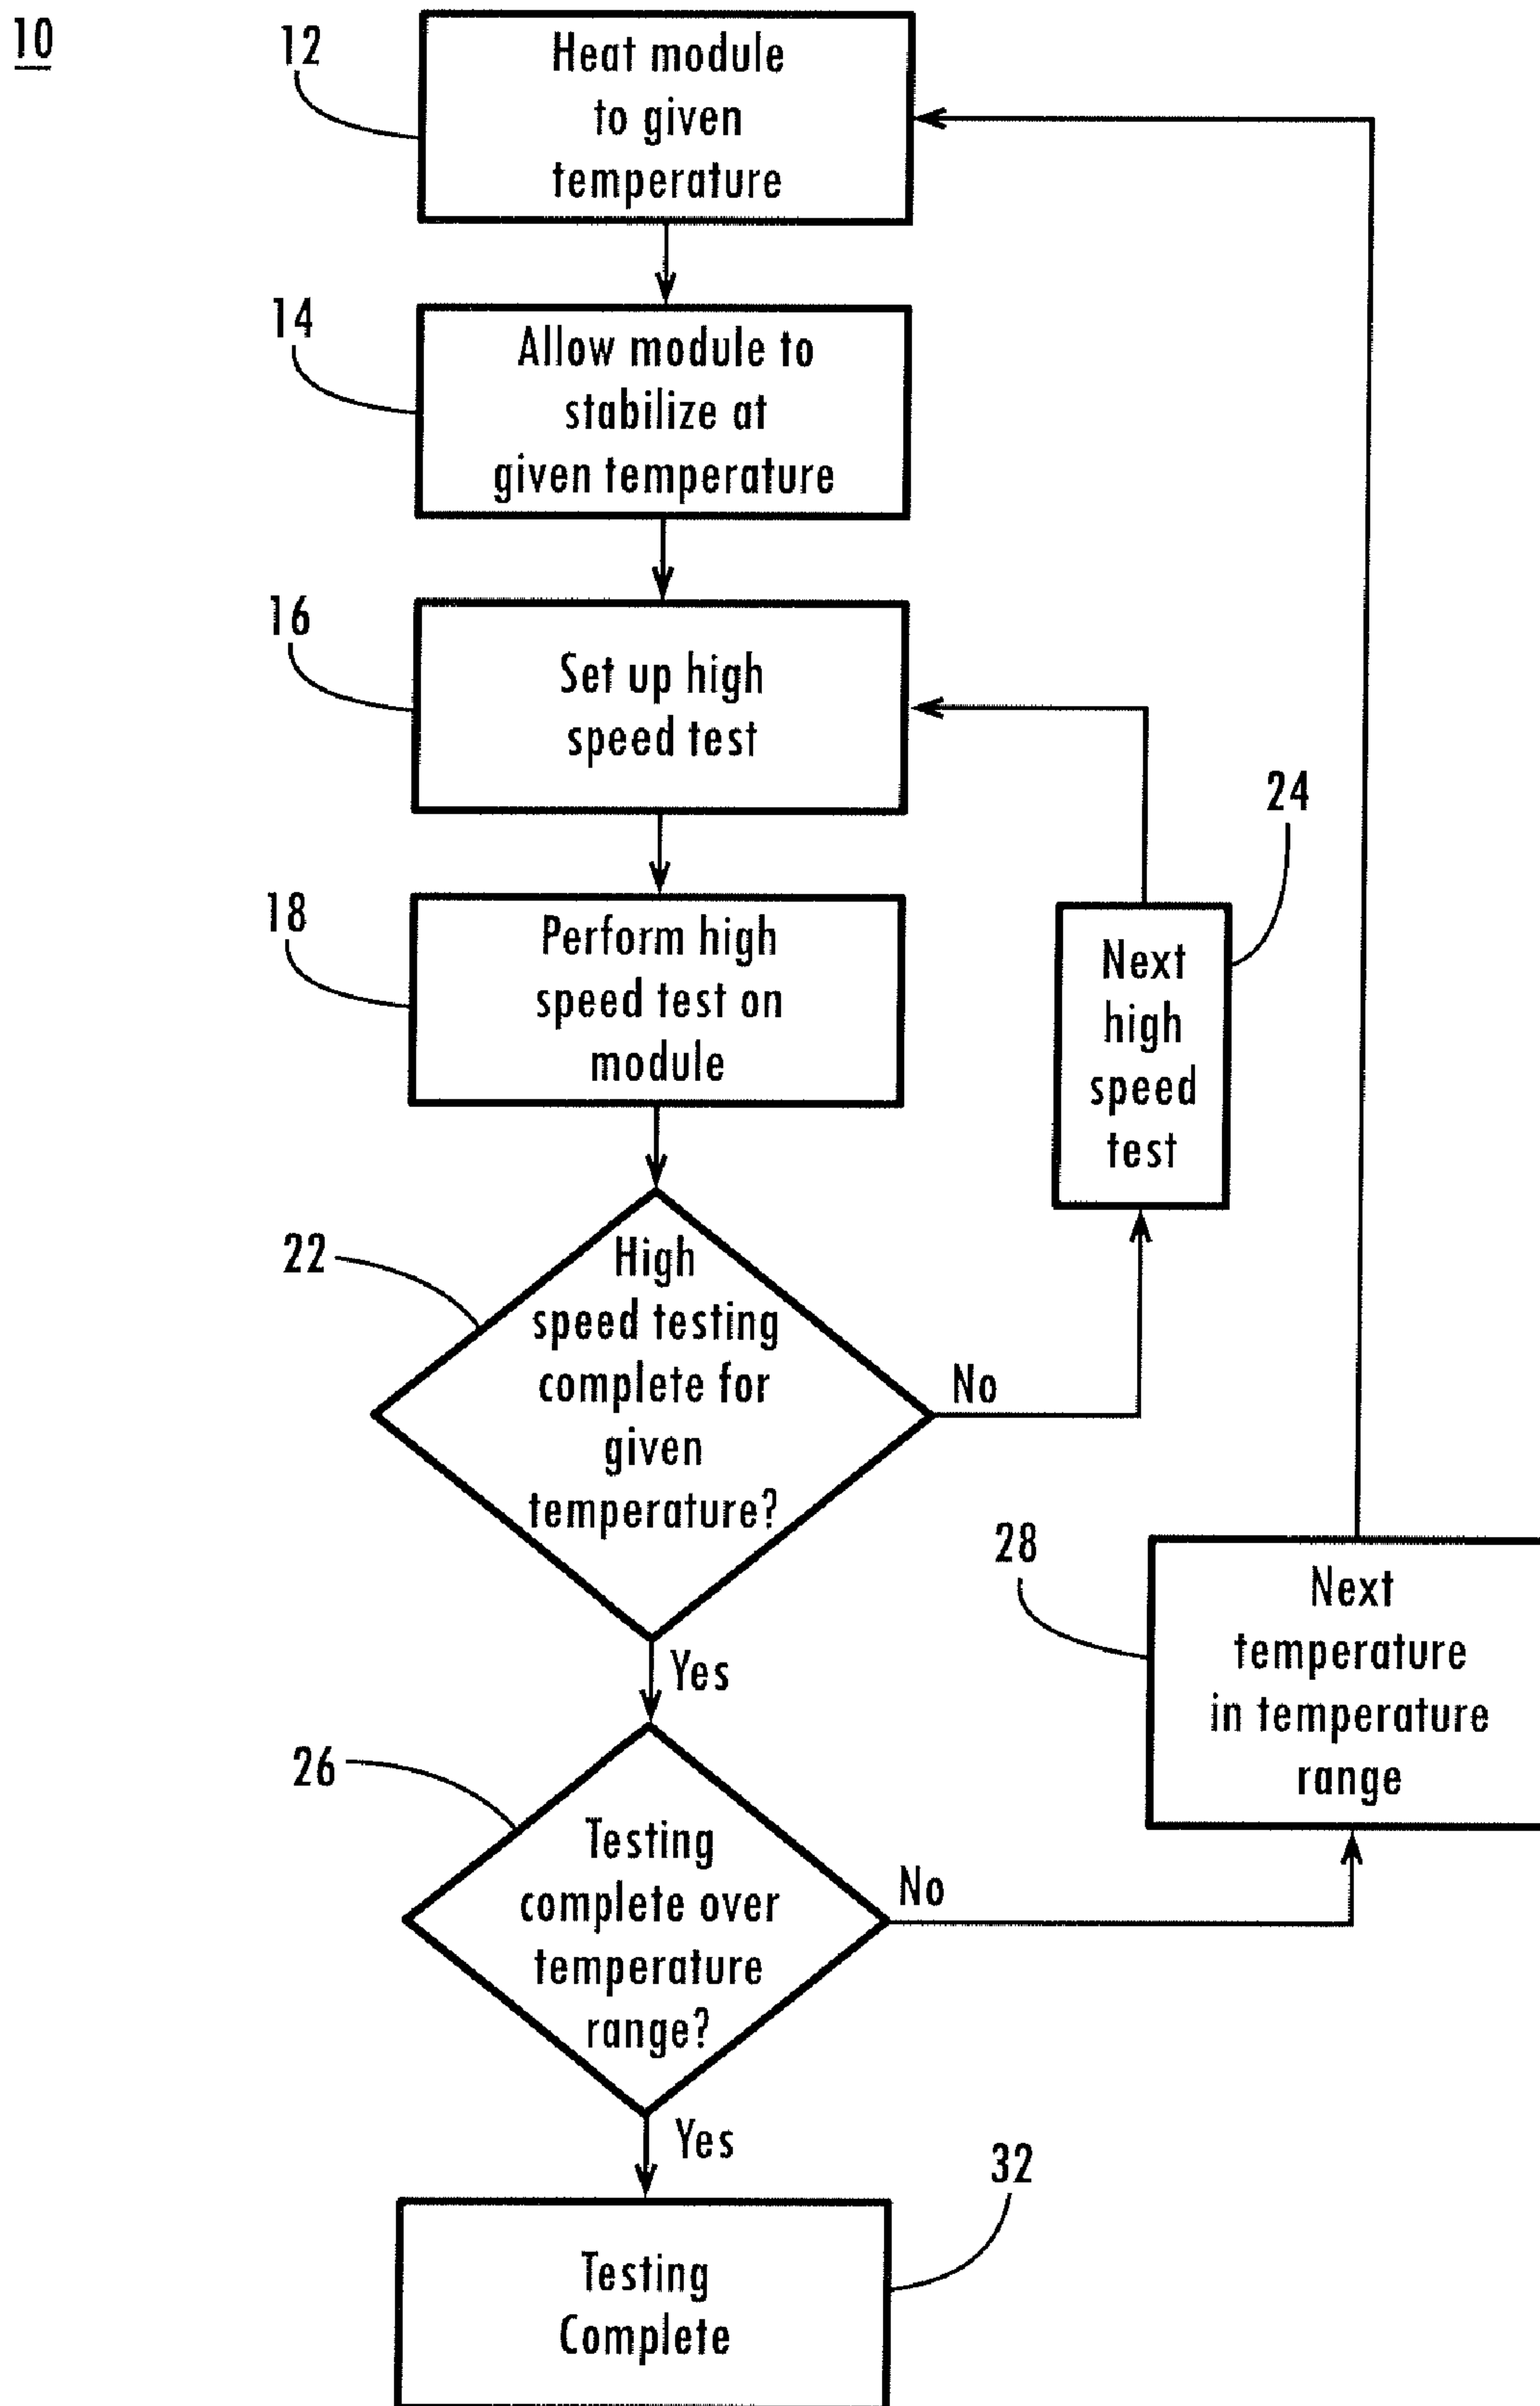 10
12
Heat module
to given
temperature
14
Allow module to
stabilize at
given temperature
16
Set up high
speed test
24
18
Perform high
speed test on
module
Next
high
speed
test
22
High
speed testing
complete for
given
temperature?
No
Yes
28
Next
temperature
in temperature
range
26
Testing
complete over
temperature
range?
No
Yes
32
Testing
Complete